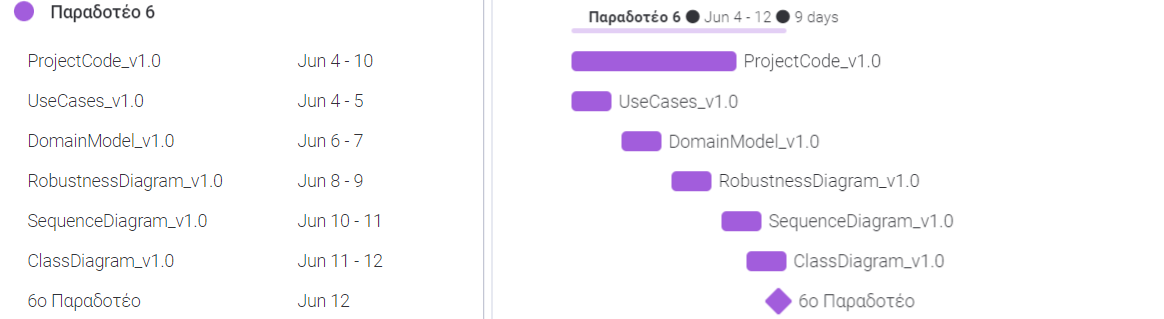 Παραδοτέο 6
ProjectCode_v1.0 Jun 4 - 10
UseCases_v1.0 Jun 4 - 5
DomainModel_v1.0 Jun 6 - 7
RobustnessDiagram_v1.0 Jun 8 - 9
SequenceDiagram_v1.0 Jun 10 - 11
ClassDiagram_v1.0 Jun 11 - 12
6ο Παραδοτέο Jun 12
Παραδοτέο 6 ● Jun 4 - 12 ● 9 days
ProjectCode_v1.0
UseCases_v1.0
DomainModel_v1.0
RobustnessDiagram_v1.0
SequenceDiagram_v1.0
ClassDiagram_v1.0
6ο Παραδοτέο